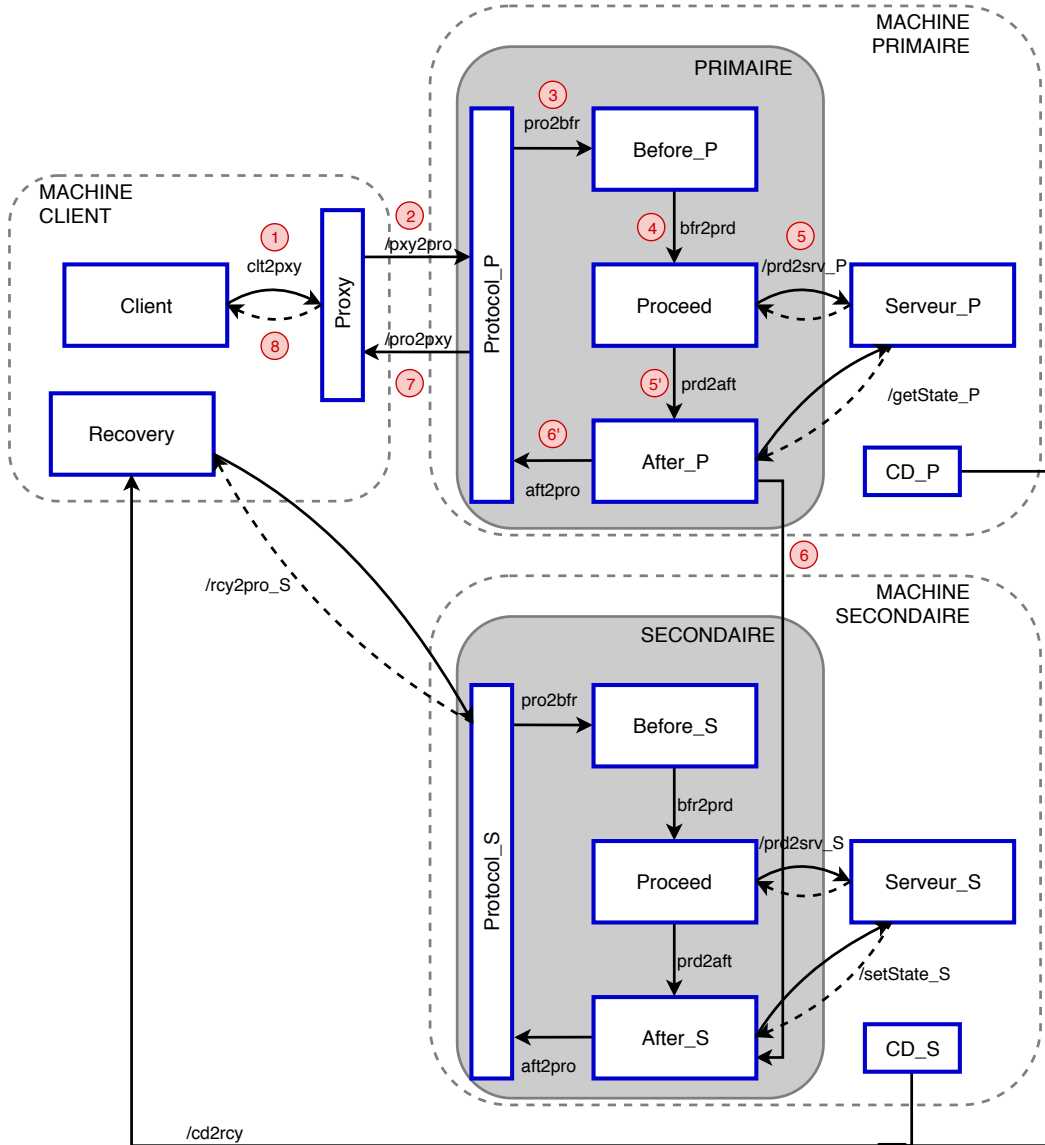 MACHINE
PRIMAIRE
PRIMAIRE
3
pro2bfr
Before_P
MACHINE
CLIENT
1
clt2pxy
2
/pxy2pro
4
bfr2prd
5
/prd2srv_P
Client
Proxy
Protocol_P
Proceed
Serveur_P
8
/pro2pxy
7
5'
prd2aft
/getState_P
Recovery
6'
aft2pro
After_P
CD_P
6
/rcy2pro_S
MACHINE
SECONDAIRE
SECONDAIRE
pro2bfr
Before_S
bfr2prd
/prd2srv_S
Protocol_S
Proceed
Serveur_S
prd2aft
/setState_S
aft2pro
After_S
CD_S
/cd2rcy